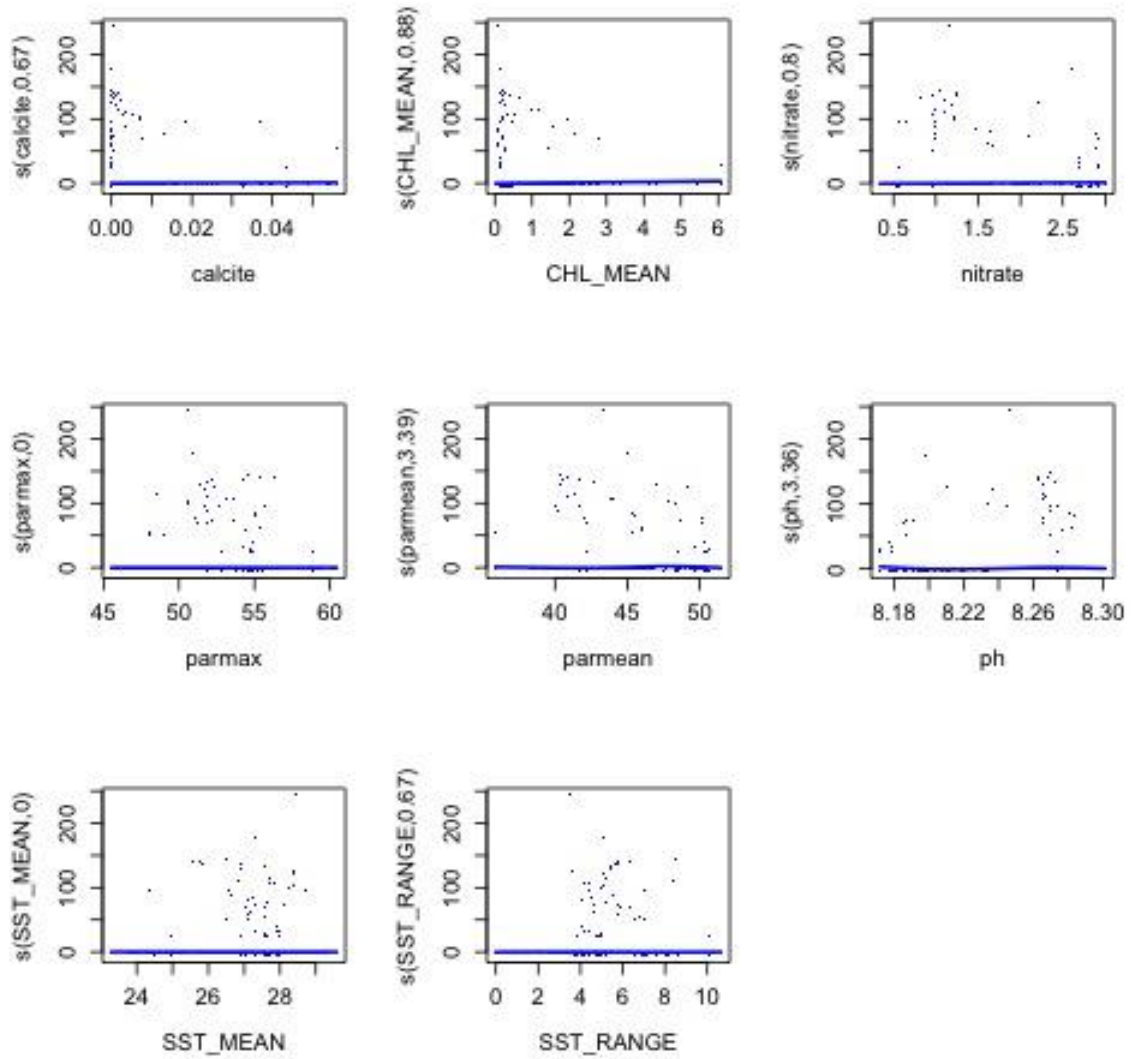 s(calcite,0.67)
200
100
0
0.00 0.02 0.04
calcite
s(CHL_MEAN,0.88)
200
100
0
0 1 2 3 4 5 6
CHL_MEAN
s(nitrate,0.8)
200
100
0
0.5 1.5 2.5
nitrate
s(parmax,0)
200
100
0
45 50 55 60
parmax
s(parmean,3.39)
200
100
0
40 45 50
parmean
s(ph,3.36)
200
100
0
8.18 8.22 8.26 8.30
ph
s(SST_MEAN,0)
200
100
0
24 26 28
SST_MEAN
s(SST_RANGE,0.67)
200
100
0
0 2 4 6 8 10
SST_RANGE